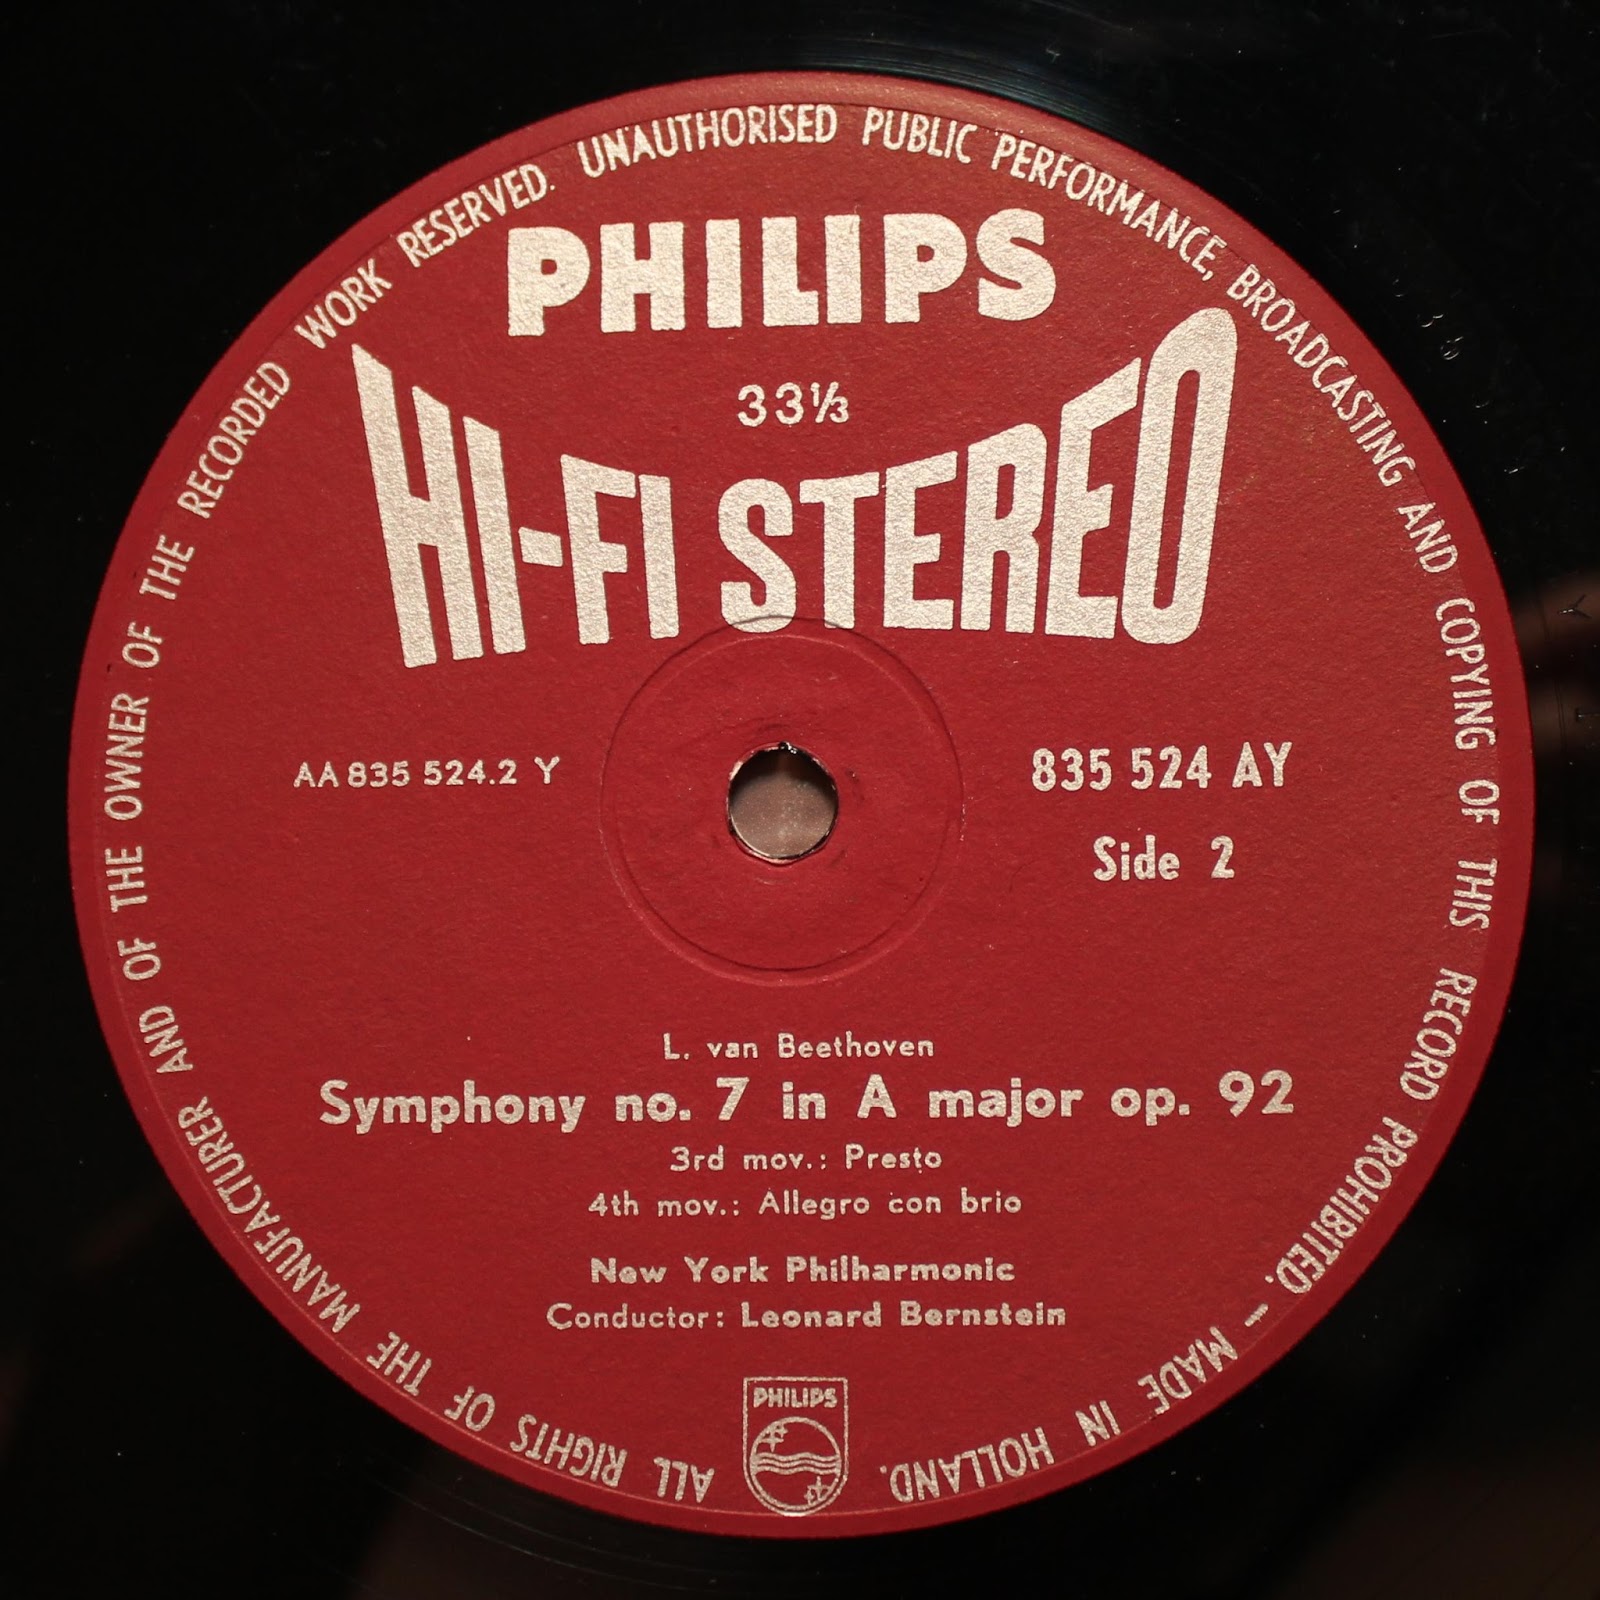 ALL RIGHTS OF THE MANUFACTURER AND OF THE OWNER OF THE RECORDED WORK RESERVED. UNAUTHORISED PUBLIC PERFORMANCE, BROADCASTING AND COPYING OF THIS RECORD PROHIBITED. – MADE IN HOLLAND.
PHILIPS
33⅓
HI-FI STEREO
AA 835 524.2 Y
835 524 AY
Side 2
L. van Beethoven
Symphony no. 7 in A major op. 92
3rd mov.: Presto
4th mov.: Allegro con brio
New York Philharmonic
Conductor: Leonard Bernstein
PHILIPS